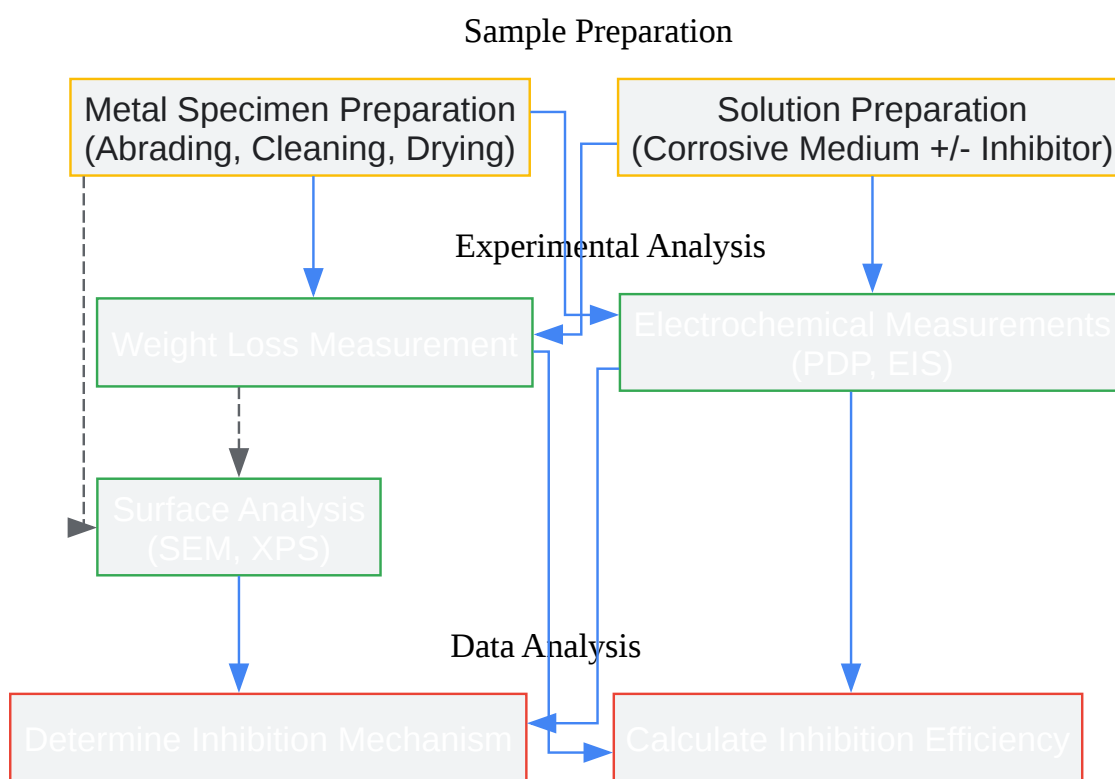 Sample Preparation
Metal Specimen Preparation
(Abrading, Cleaning, Drying)
Solution Preparation
(Corrosive Medium +/- Inhibitor)
Experimental Analysis
Weight Loss Measurement
Electrochemical Measurements
(PDP, EIS)
Surface Analysis
(SEM, XPS)
Data Analysis
Determine Inhibition Mechanism
Calculate Inhibition Efficiency